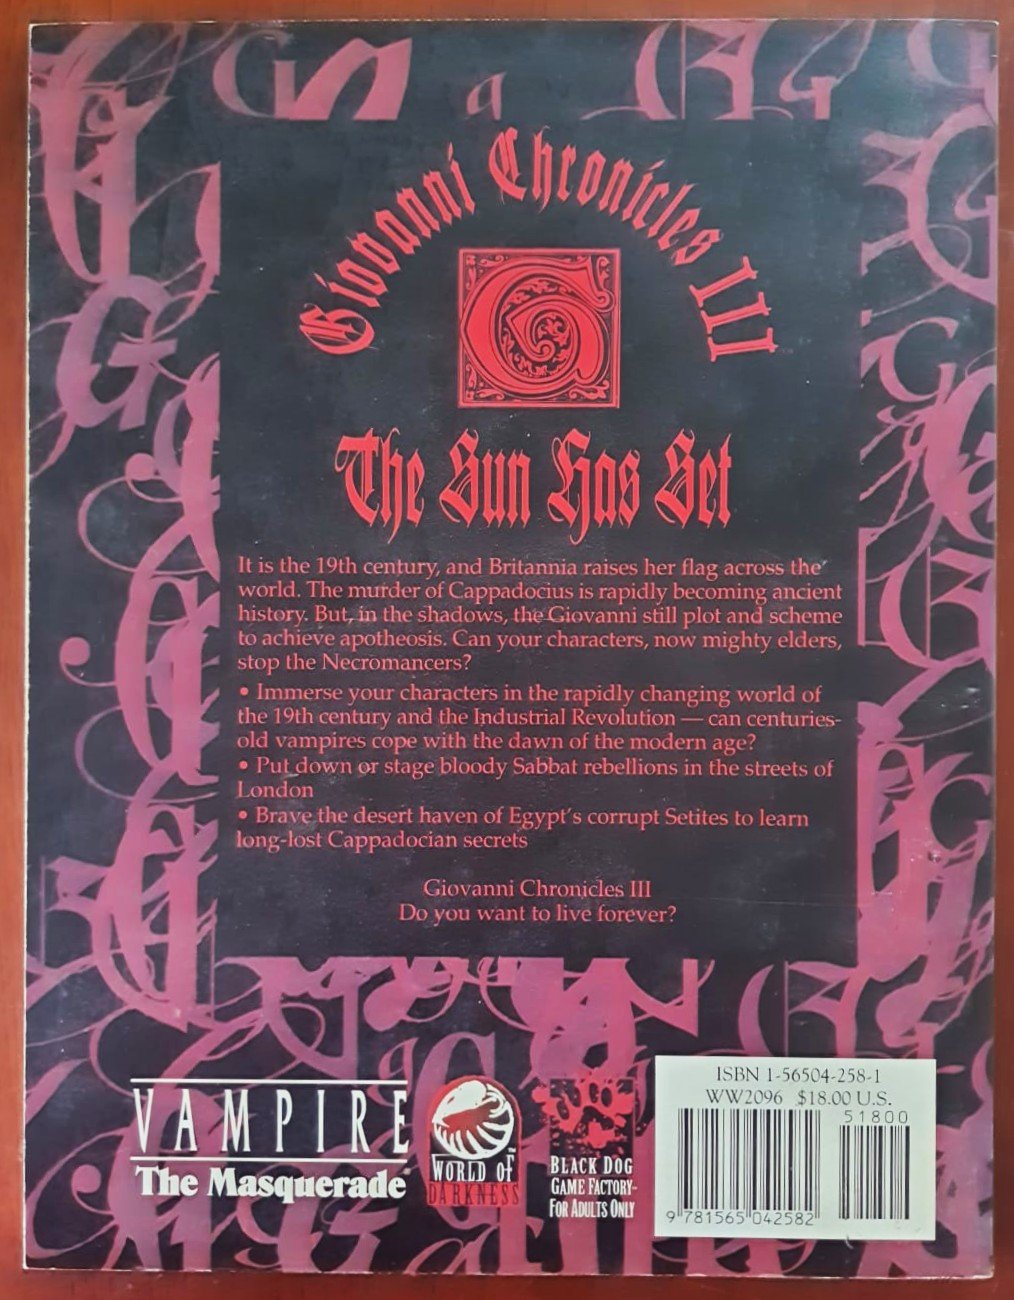 Giovanni Chronicles III
G
The Sun Has Set
It is the 19th century, and Britannia raises her flag across the
world. The murder of Cappadocius is rapidly becoming ancient
history. But, in the shadows, the Giovanni still plot and scheme
to achieve apotheosis. Can your characters, now mighty elders,
stop the Necromancers?
• Immerse your characters in the rapidly changing world of
the 19th century and the Industrial Revolution — can centuries-
old vampires cope with the dawn of the modern age?
• Put down or stage bloody Sabbat rebellions in the streets of
London
• Brave the desert haven of Egypt's corrupt Setites to learn
long-lost Cappadocian secrets
Giovanni Chronicles III
Do you want to live forever?
VAMPIRE
The Masquerade
WORLD OF
DARKNESS
BLACK DOG
GAME FACTORY-
FOR ADULTS ONLY
ISBN 1-56504-258-1
WW2096 $18.00 U.S.
51800
9 781565 042582